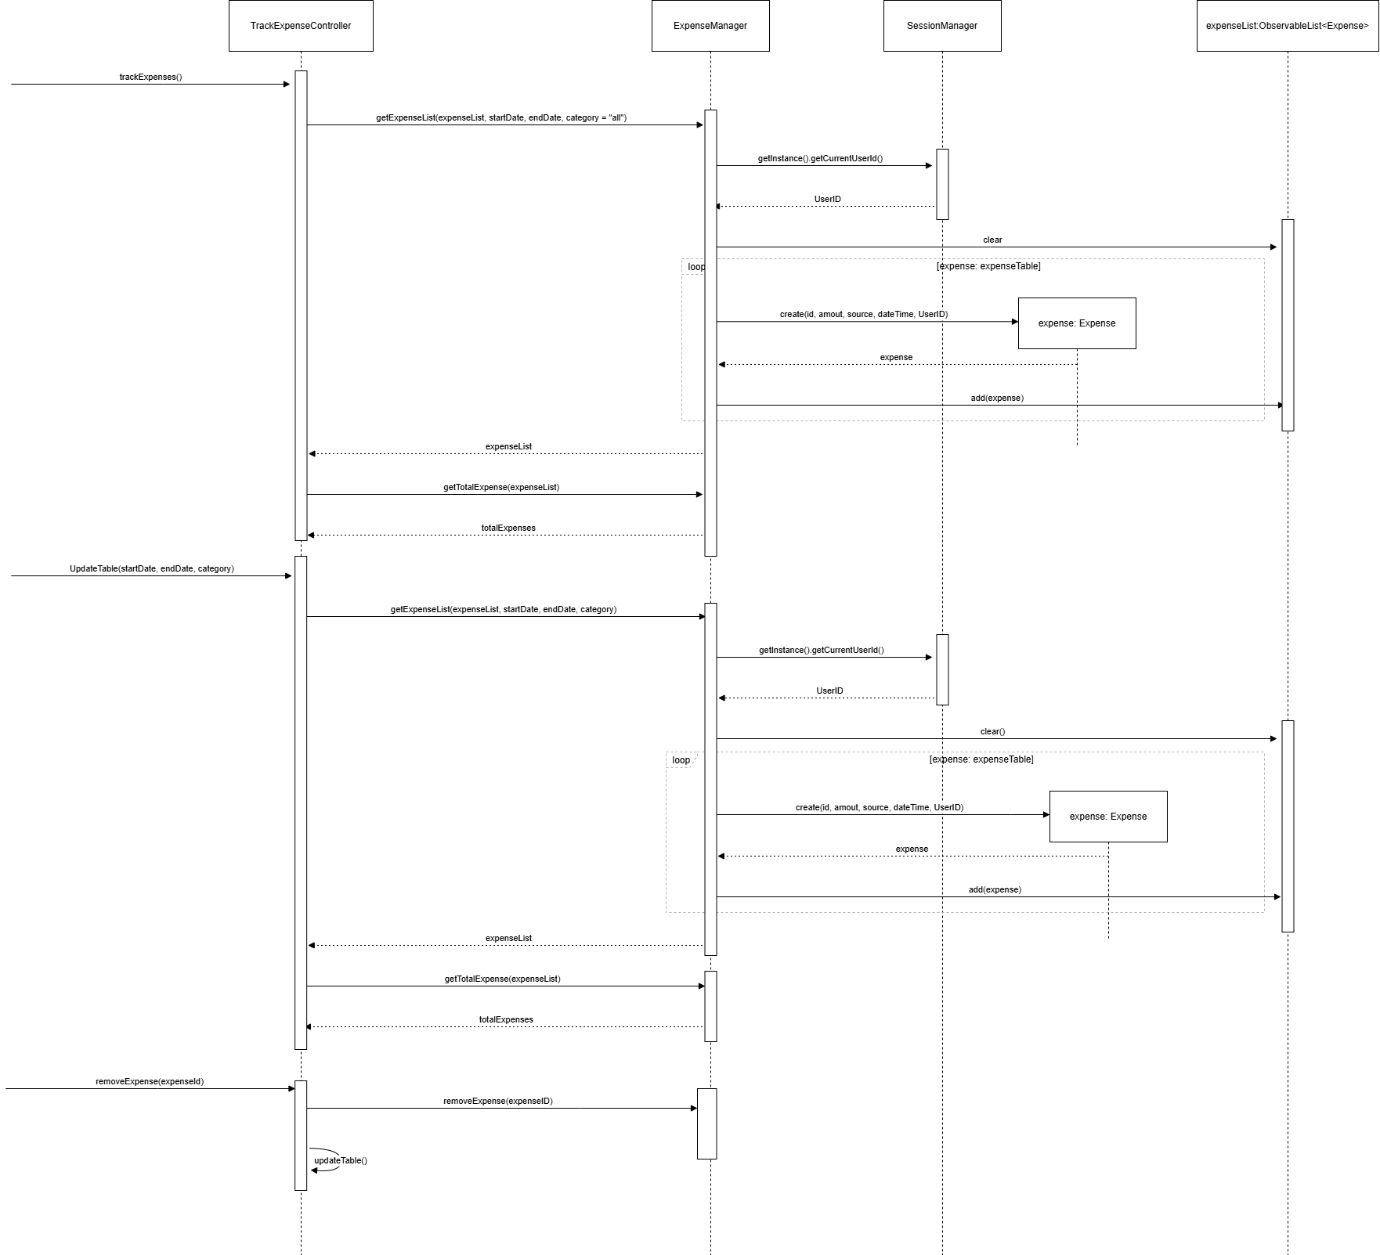 TrackExpenseController
ExpenseManager
SessionManager
expenseList:ObservableList<Expense>
trackExpenses()
getExpenseList(expenseList, startDate, endDate, category = "all")
getInstance().getCurrentUserId()
UserID
clear
loop
[expense: expenseTable]
create(id, amout, source, dateTime, UserID)
expense: Expense
expense
add(expense)
expenseList
getTotalExpense(expenseList)
totalExpenses
UpdateTable(startDate, endDate, category)
getExpenseList(expenseList, startDate, endDate, category)
getInstance().getCurrentUserId()
UserID
clear()
loop
[expense: expenseTable]
create(id, amout, source, dateTime, UserID)
expense: Expense
expense
add(expense)
expenseList
getTotalExpense(expenseList)
totalExpenses
removeExpense(expenseId)
removeExpense(expenseID)
updateTable()